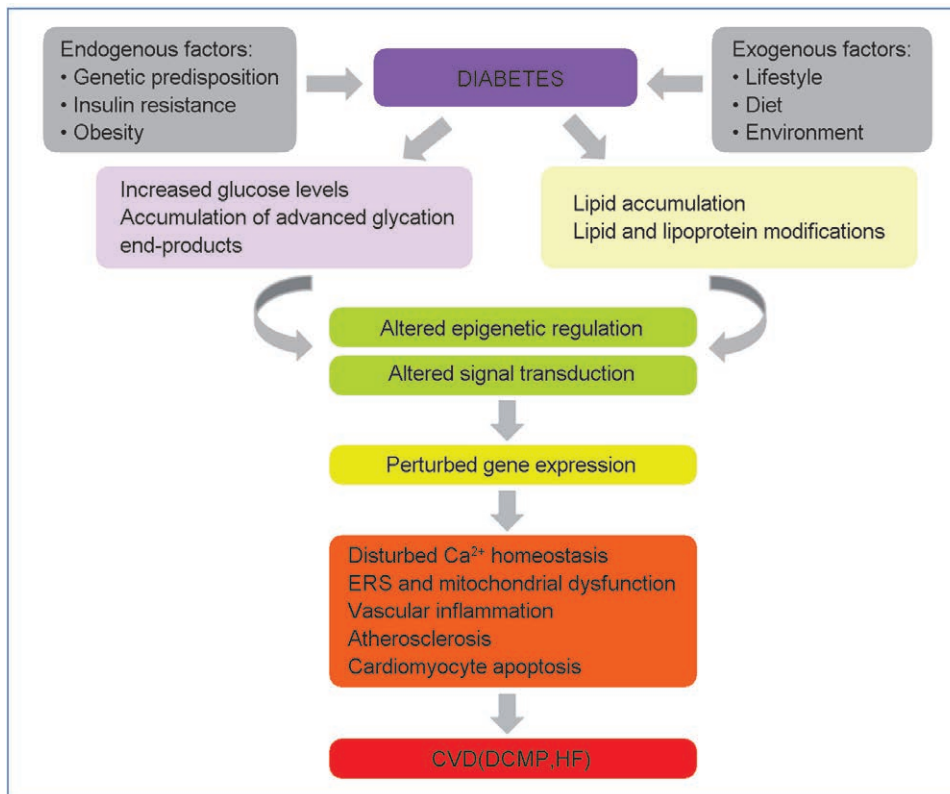 Endogenous factors:
• Genetic predisposition
• Insulin resistance
• Obesity
DIABETES
Exogenous factors:
• Lifestyle
• Diet
• Environment
Increased glucose levels
Accumulation of advanced glycation
end-products
Lipid accumulation
Lipid and lipoprotein modifications
Altered epigenetic regulation
Altered signal transduction
Perturbed gene expression
Disturbed Ca²⁺ homeostasis
ERS and mitochondrial dysfunction
Vascular inflammation
Atherosclerosis
Cardiomyocyte apoptosis
CVD(DCMP,HF)